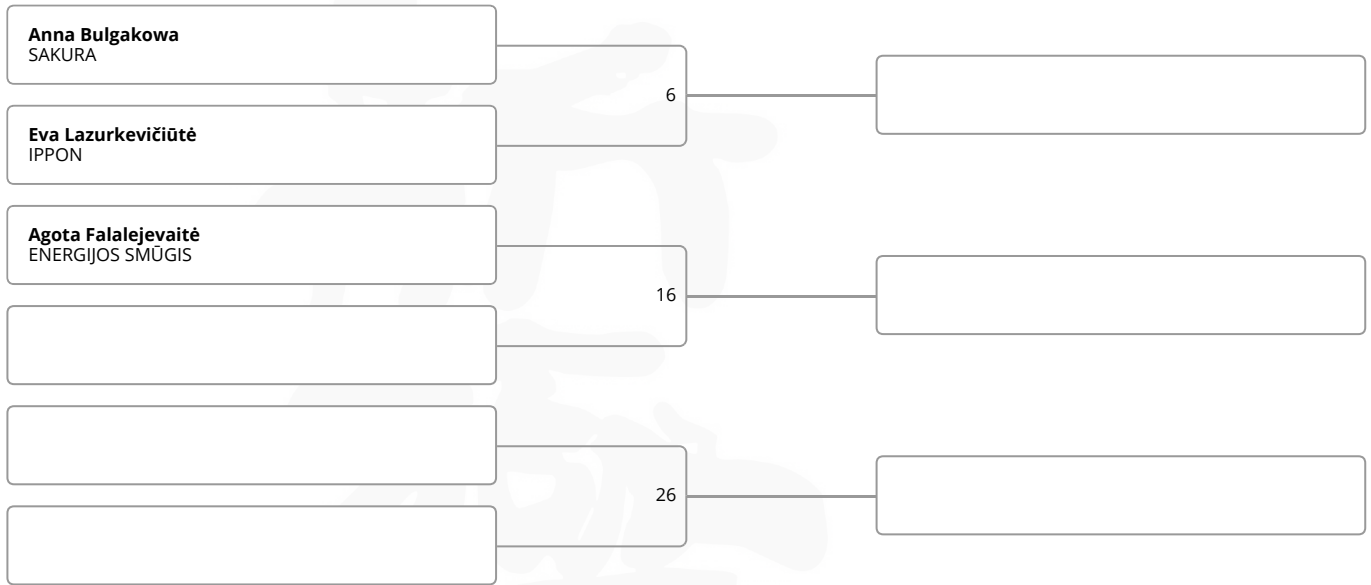 Anna Bulgakowa
SAKURA
6
Eva Lazurkevičiūtė
IPPON
Agota Falalejevaitė
ENERGIJOS SMŪGIS
16
26